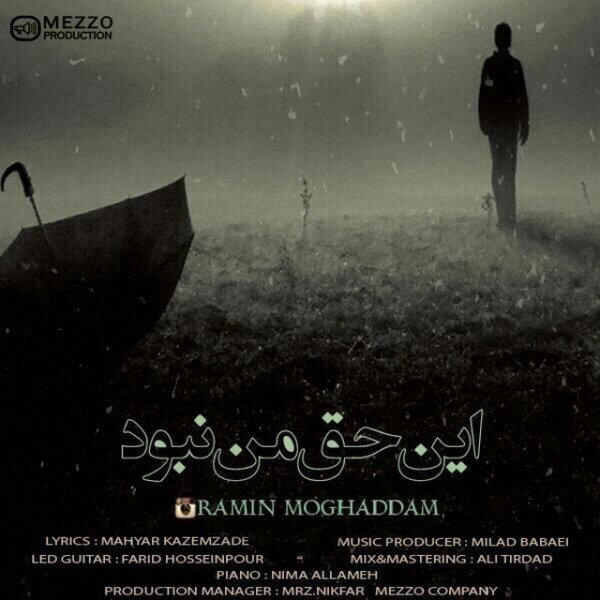 MEZZO
PRODUCTION
این حق من نبود
RAMIN MOGHADDAM
LYRICS : MAHYAR KAZEMZADE
MUSIC PRODUCER : MILAD BABAEI
LED GUITAR : FARID HOSSEINPOUR «
MIX&MASTERING : ALI TIRDAD
PIANO : NIMA ALLAMEH
PRODUCTION MANAGER : MRZ.NIKFAR MEZZO COMPANY